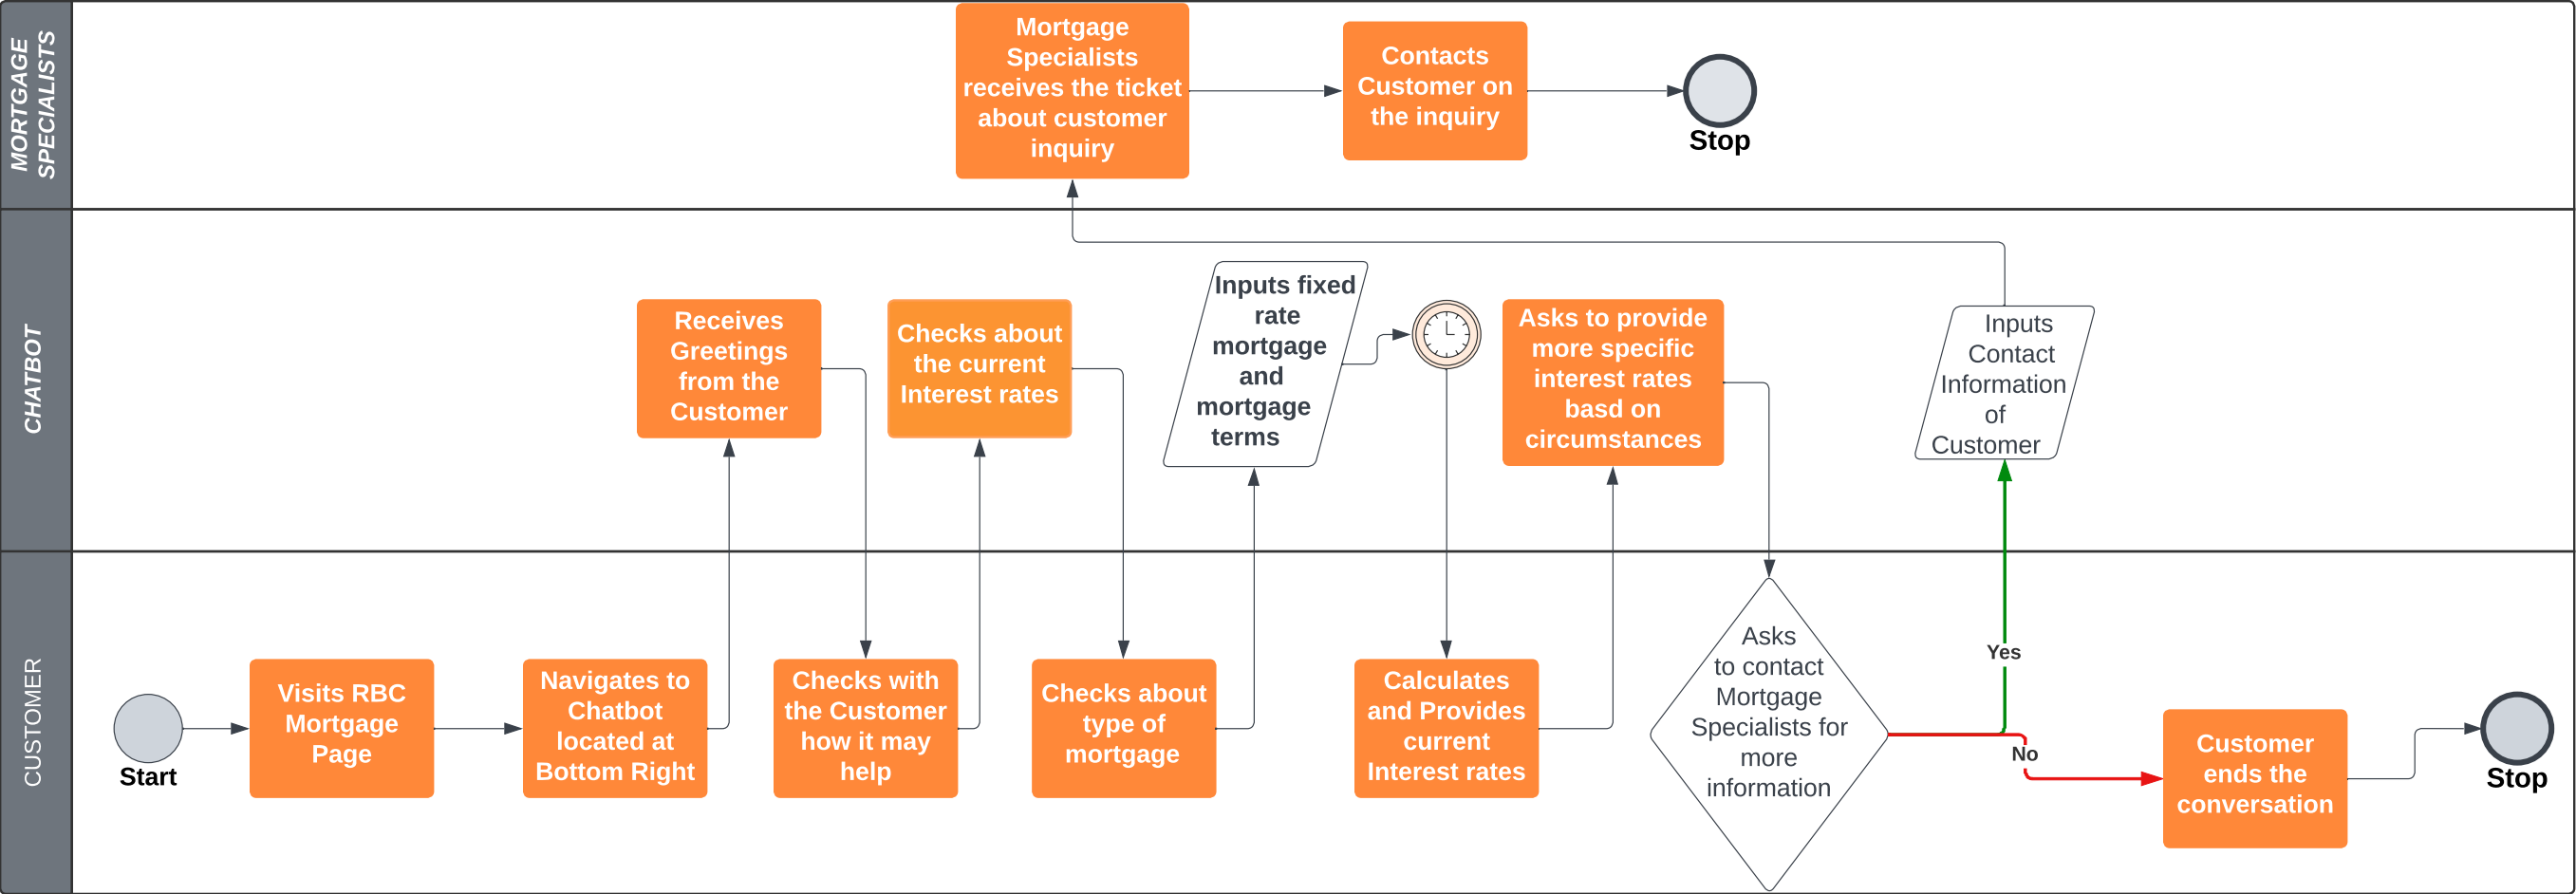 MORTGAGE
SPECIALISTS
Mortgage
Specialists
receives the ticket
about customer
inquiry
Contacts
Customer on
the inquiry
Stop
CHATBOT
Receives
Greetings
from the
Customer
Checks about
the current
Interest rates
Inputs fixed
rate
mortgage
and
mortgage
terms
Asks to provide
more specific
interest rates
basd on
circumstances
Inputs
Contact
Information
of
Customer
CUSTOMER
Start
Visits RBC
Mortgage
Page
Navigates to
Chatbot
located at
Bottom Right
Checks with
the Customer
how it may
help
Checks about
type of
mortgage
Calculates
and Provides
current
Interest rates
Asks
to contact
Mortgage
Specialists for
more
information
Yes
No
Customer
ends the
conversation
Stop